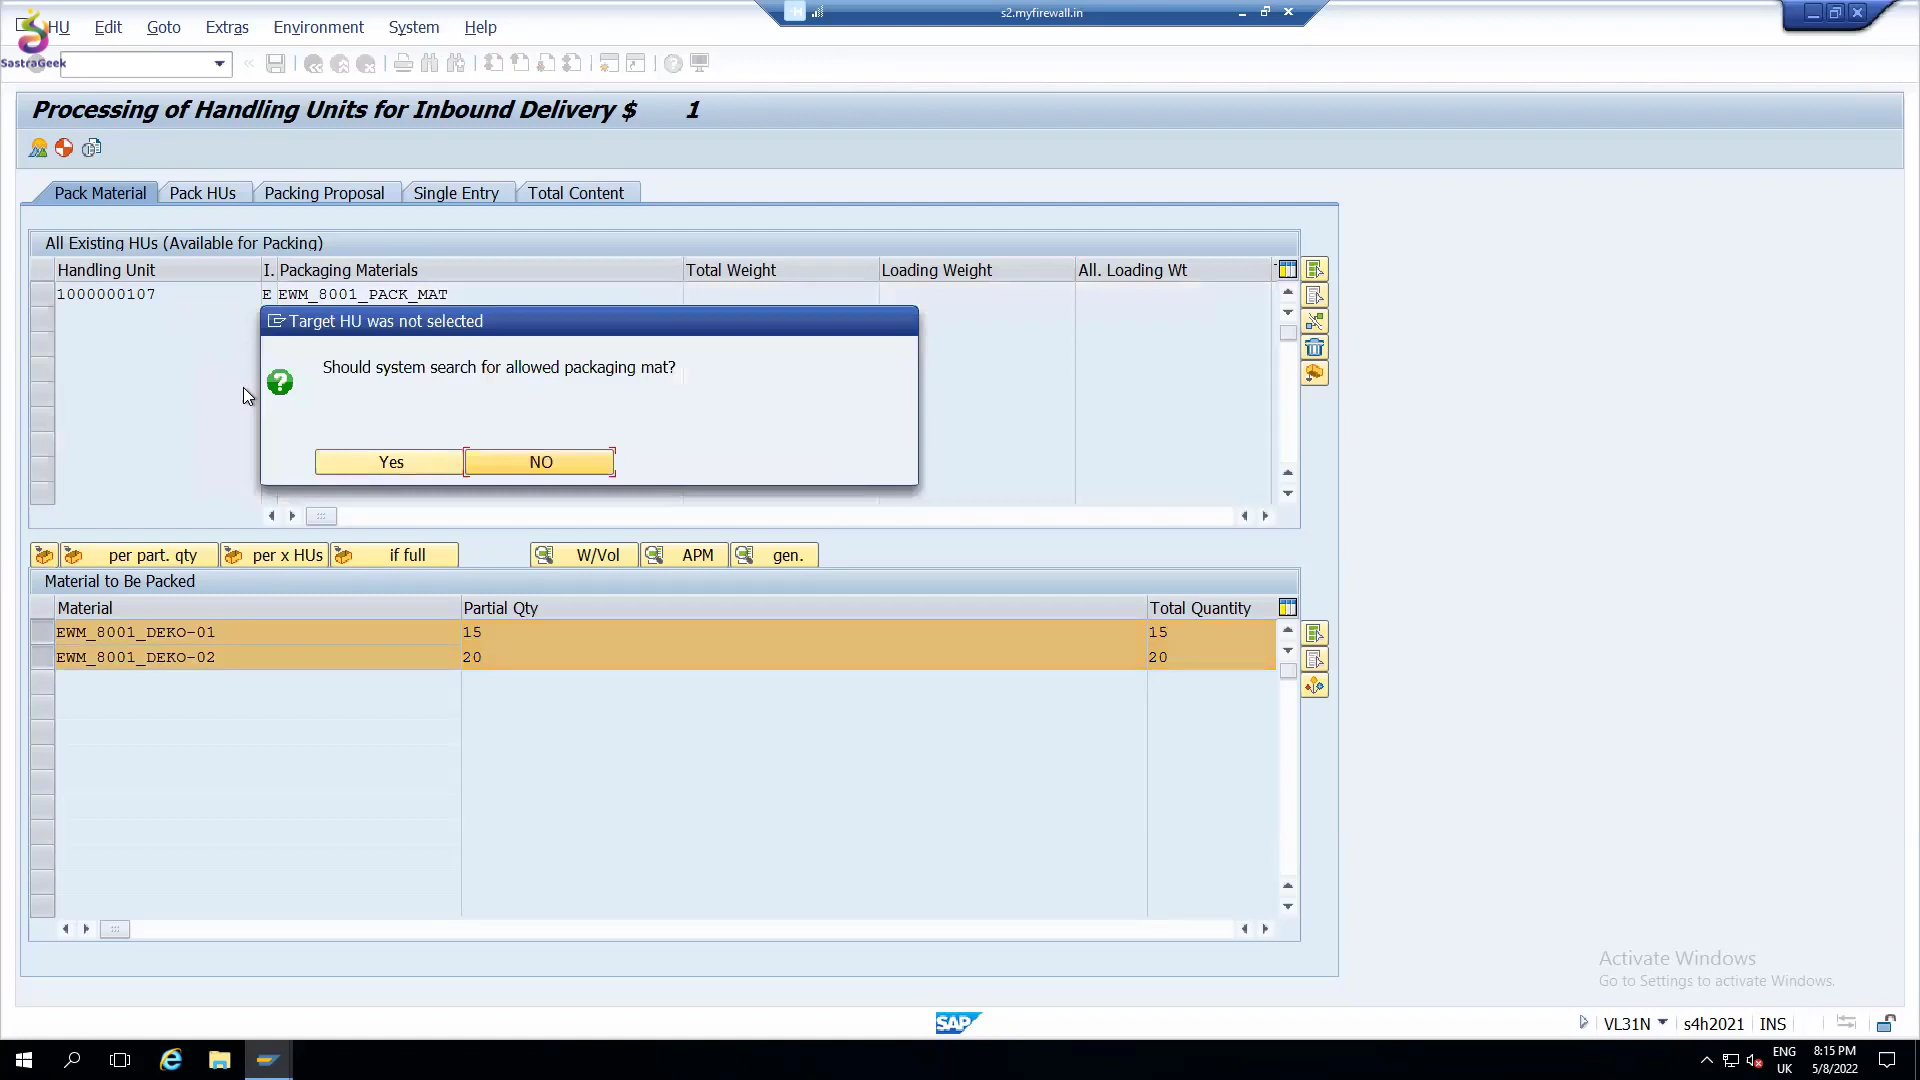 s2.myfirewall.in
HU Edit Goto Extras Environment System Help
SastraGeek
Processing of Handling Units for Inbound Delivery $ 1
Pack Material Pack HUs Packing Proposal Single Entry Total Content
All Existing HUs (Available for Packing)
Handling Unit I. Packaging Materials Total Weight Loading Weight All. Loading Wt
1000000107 E EWM_8001_PACK_MAT
Target HU was not selected
Should system search for allowed packaging mat?
Yes NO
per part. qty per x HUs if full W/Vol APM gen.
Material to Be Packed
Material Partial Qty Total Quantity
EWM_8001_DEKO-01 15 15
EWM_8001_DEKO-02 20 20
Activate Windows
Go to Settings to activate Windows.
SAP
VL31N s4h2021 INS
ENG 8:15 PM
UK 5/8/2022